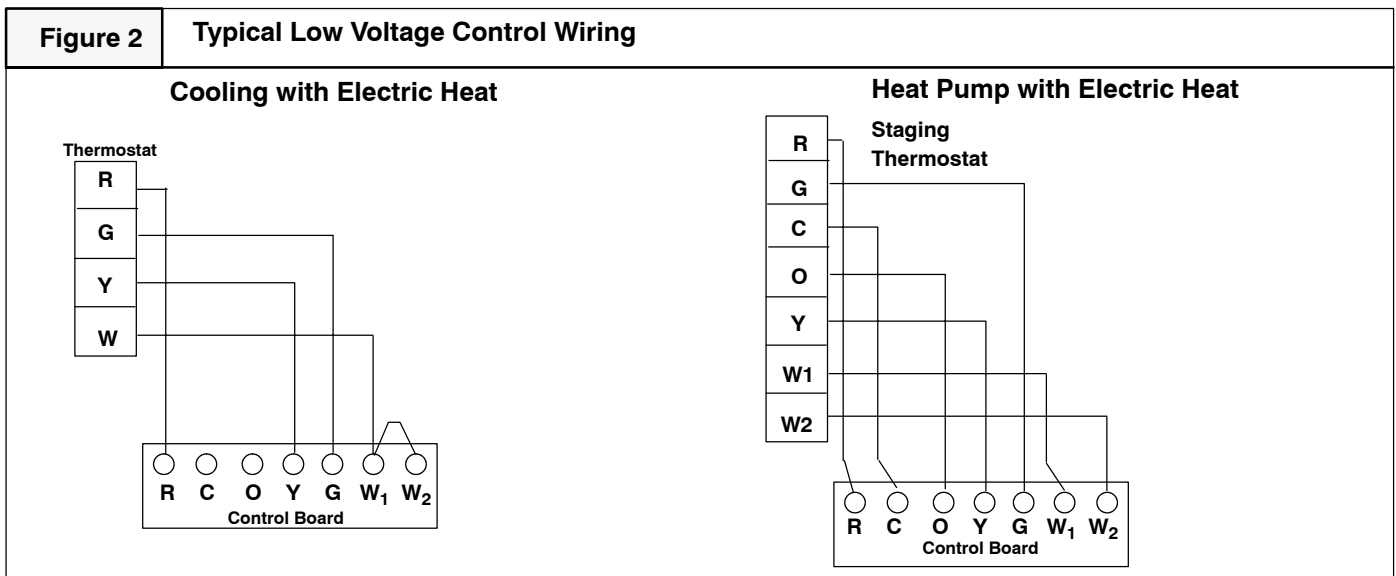 Figure 2 Typical Low Voltage Control Wiring
Cooling with Electric Heat
Thermostat
R
G
Y
W
R C O Y G W1 W2
Control Board
Heat Pump with Electric Heat
Staging
Thermostat
R
G
C
O
Y
W1
W2
R C O Y G W1 W2
Control Board